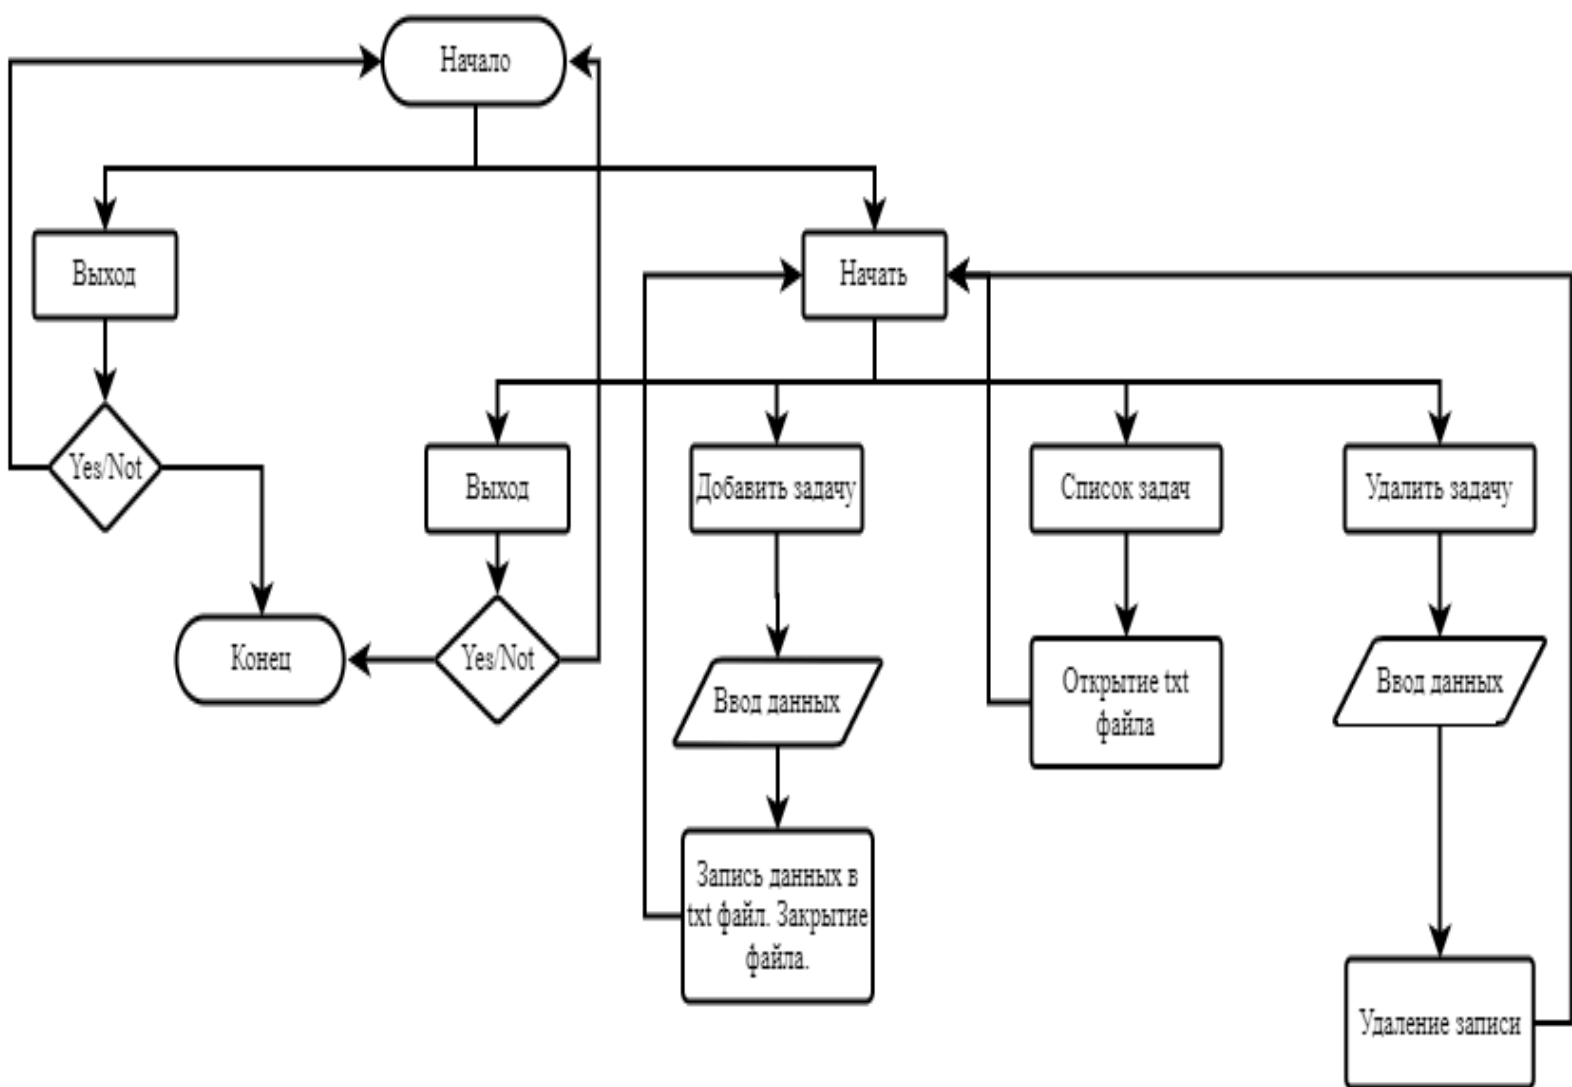 Начало
Выход
Начать
Yes/Not
Выход
Добавить задачу
Список задач
Удалить задачу
Конец
Yes/Not
Ввод данных
Открытие txt
файла
Ввод данных
Запись данных в
txt файл. Закрытие
файла.
Удаление записи